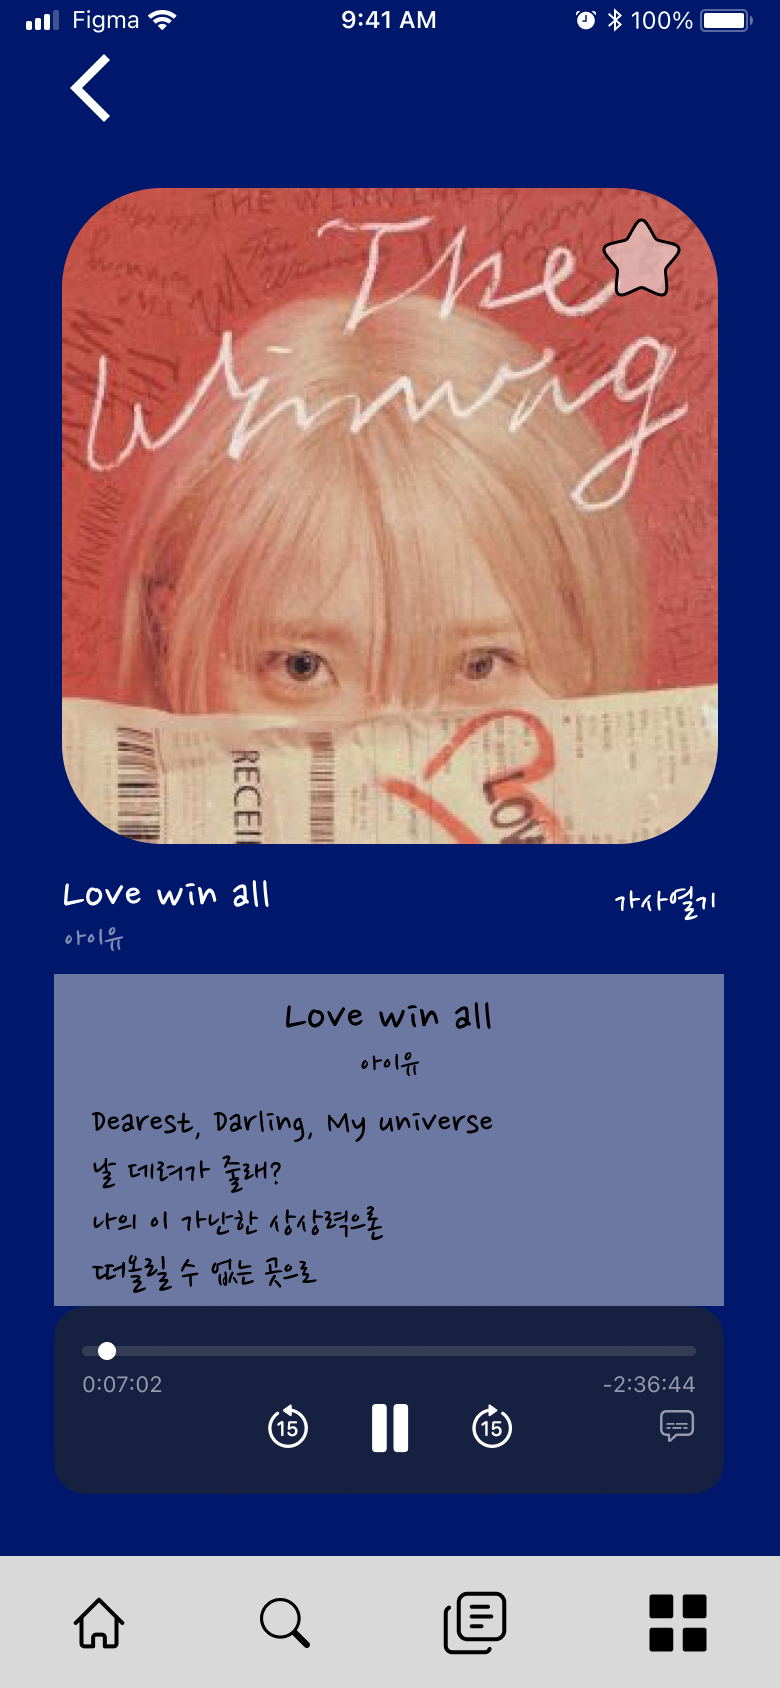 Figma 9:41 AM 100%
The
Winning
RECEI
LOV
Love win all
가사열기
아이유
Love win all
아이유
Dearest, Darling, My universe
날 데려가 줄래?
나의 이 가난한 상상력으론
떠올릴 수 없는 곳으로
0:07:02 -2:36:44
15 15